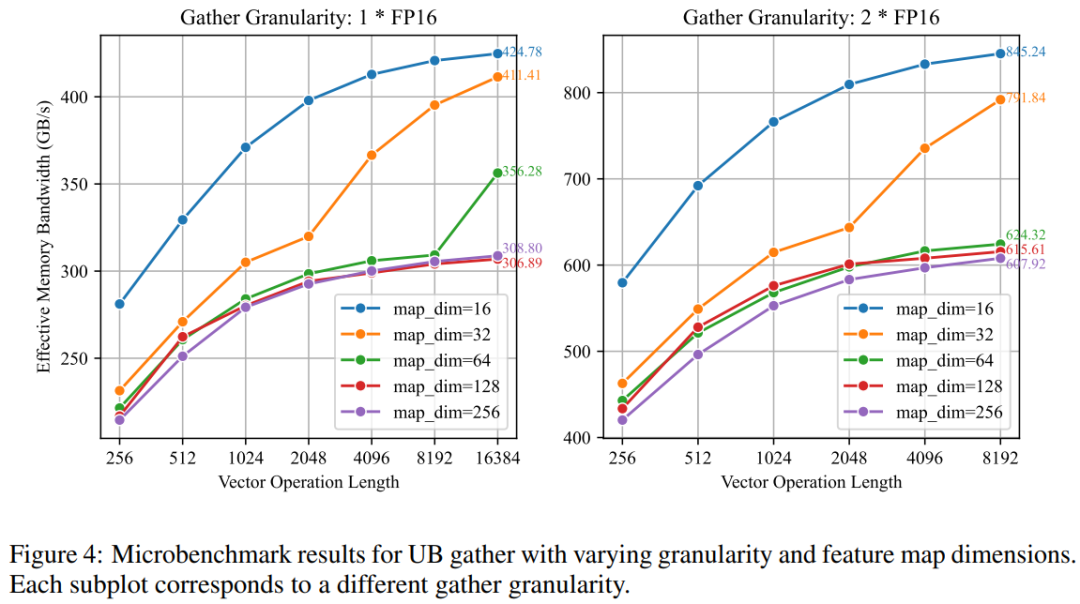 Gather Granularity: 1 * FP16
Effective Memory Bandwidth (GB/s)
400
350
300
250
424.78
411.41
356.28
308.80
306.89
map_dim=16
map_dim=32
map_dim=64
map_dim=128
map_dim=256
256 512 1024 2048 4096 8192 16384
Vector Operation Length
Gather Granularity: 2 * FP16
800
700
600
500
400
845.24
791.84
624.32
615.61
607.92
map_dim=16
map_dim=32
map_dim=64
map_dim=128
map_dim=256
256 512 1024 2048 4096 8192
Vector Operation Length
Figure 4: Microbenchmark results for UB gather with varying granularity and feature map dimensions.
Each subplot corresponds to a different gather granularity.